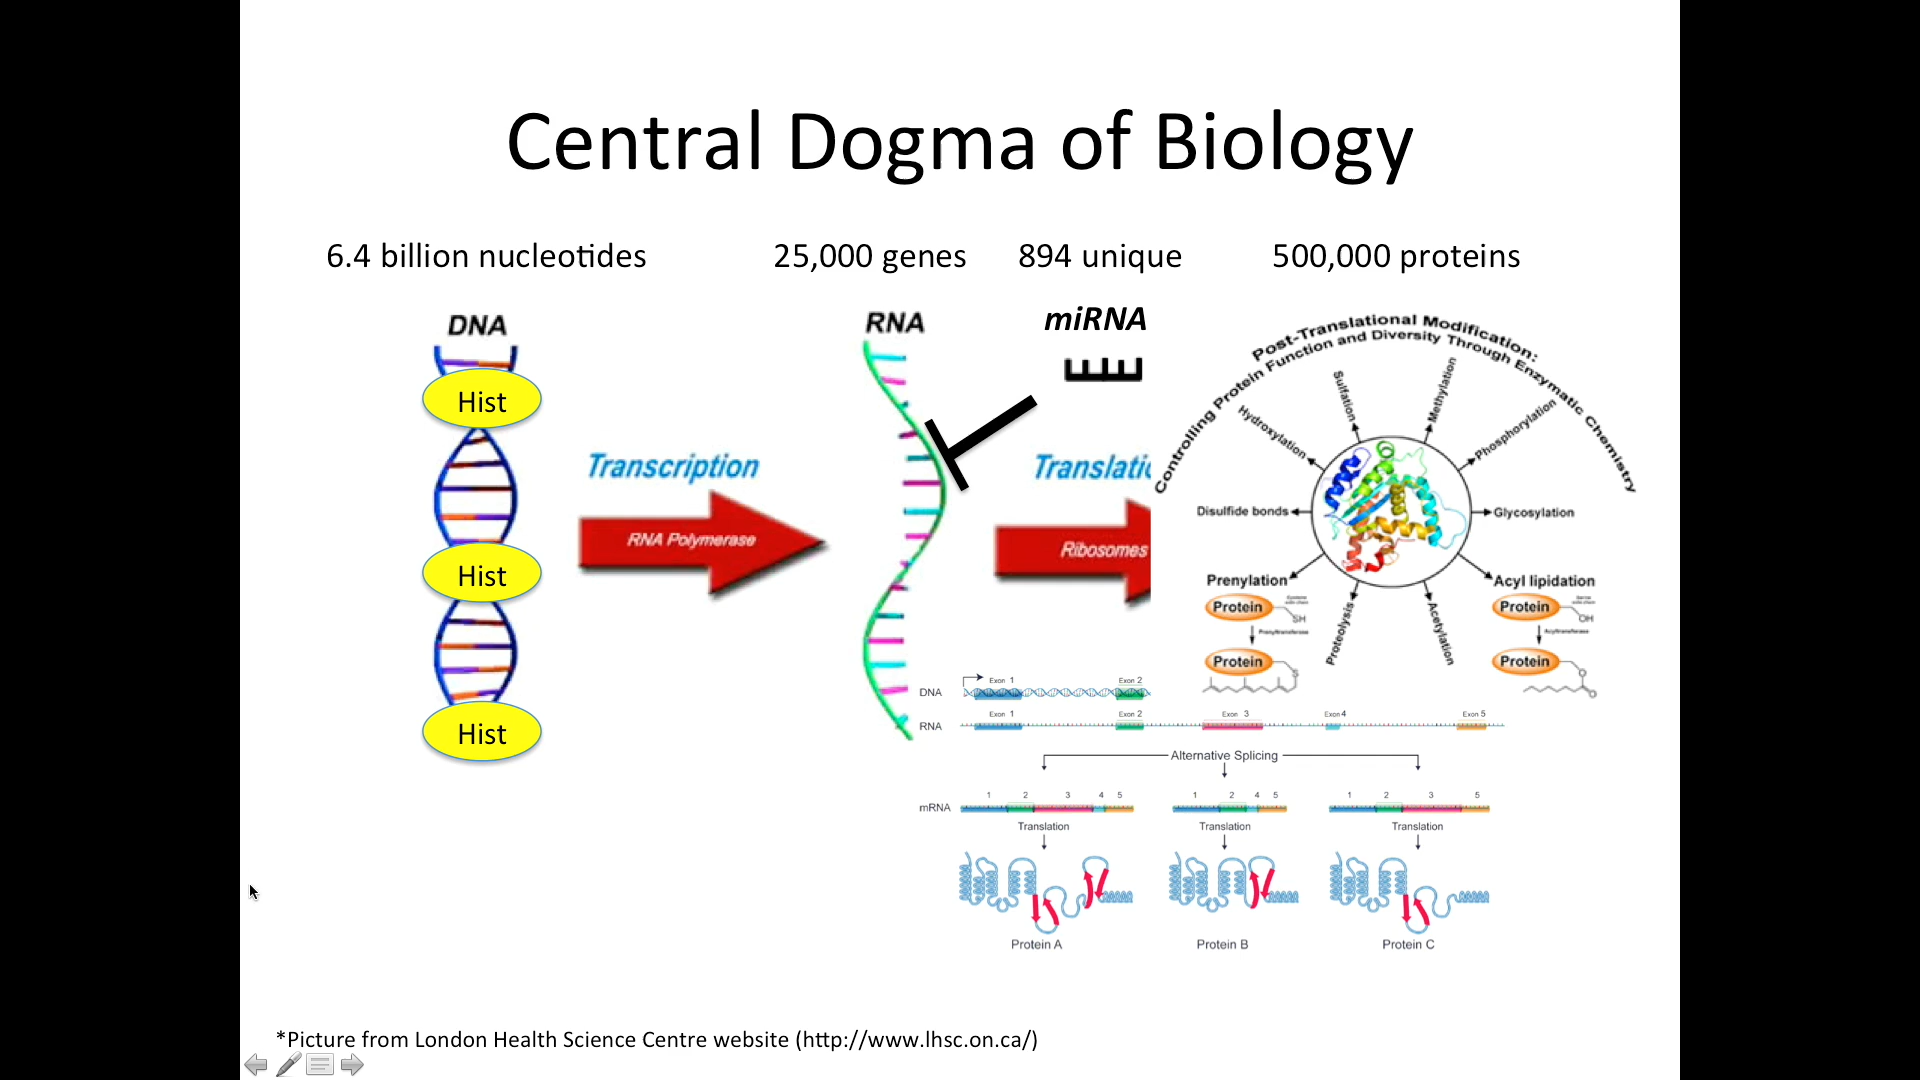 Central Dogma of Biology
6.4 billion nucleotides
25,000 genes
894 unique
500,000 proteins
DNA
Hist
Hist
Hist
Transcription
RNA Polymerase
RNA
miRNA
Translatic
Ribosomes
Post-Translational Modification:
Controlling Protein Function and Diversity Through Enzymatic Chemistry
Sulfation
Methylation
Hydroxylation
Phosphorylation
Disulfide bonds
Glycosylation
Prenylation
Acyl lipidation
Proteolysis
Acetylation
Protein
SH
Prenyltransferase
Protein
S
Protein
OH
Acyltransferase
Protein
O
O
DNA
Exon 1
Exon 2
RNA
Exon 1
Exon 2
Exon 3
Exon 4
Exon 5
Alternative Splicing
mRNA
1 2 3 4 5
1 2 4 5
1 2 3 5
Translation
Translation
Translation
Protein A
Protein B
Protein C
*Picture from London Health Science Centre website (http://www.lhsc.on.ca/)